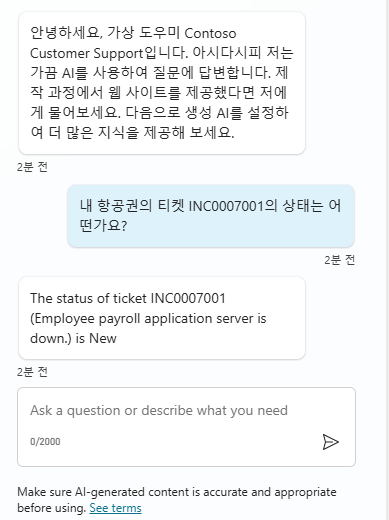 안녕하세요, 가상 도우미 Contoso
Customer Support입니다. 아시다시피 저는
가끔 AI를 사용하여 질문에 답변합니다. 제
작 과정에서 웹 사이트를 제공했다면 저에
게 물어보세요. 다음으로 생성 AI를 설정하
여 더 많은 지식을 제공해 보세요.
2분 전
내 항공권의 티켓 INC0007001의 상태는 어
떤가요?
2분 전
The status of ticket INC0007001
(Employee payroll application server is
down.) is New
2분 전
Ask a question or describe what you need
0/2000
Make sure AI-generated content is accurate and appropriate
before using. See terms